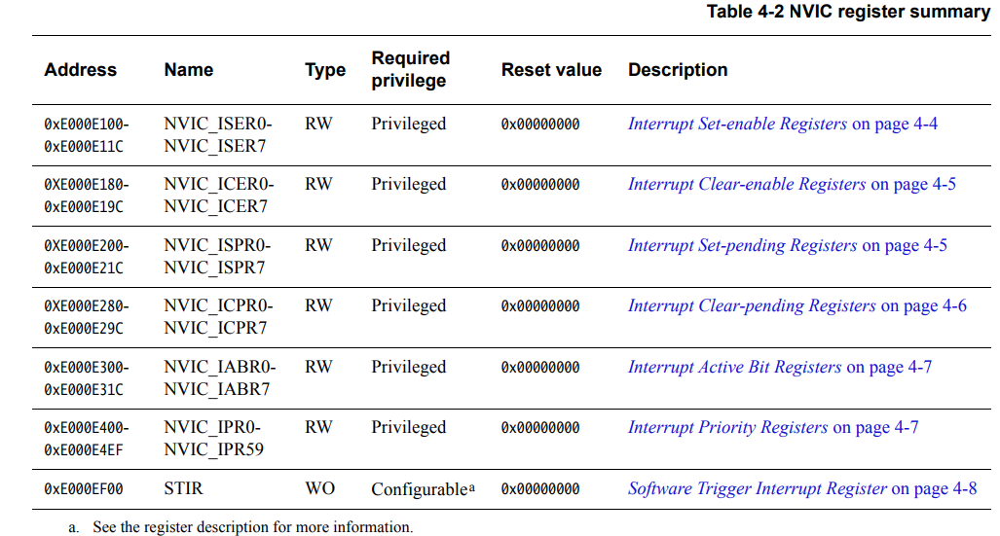 Table 4-2 NVIC register summary
Address Name Type Required privilege Reset value Description
0xE000E100- NVIC_ISER0- RW Privileged 0x00000000 Interrupt Set-enable Registers on page 4-4
0xE000E11C NVIC_ISER7
0XE000E180- NVIC_ICER0- RW Privileged 0x00000000 Interrupt Clear-enable Registers on page 4-5
0xE000E19C NVIC_ICER7
0XE000E200- NVIC_ISPR0- RW Privileged 0x00000000 Interrupt Set-pending Registers on page 4-5
0xE000E21C NVIC_ISPR7
0XE000E280- NVIC_ICPR0- RW Privileged 0x00000000 Interrupt Clear-pending Registers on page 4-6
0xE000E29C NVIC_ICPR7
0xE000E300- NVIC_IABR0- RW Privileged 0x00000000 Interrupt Active Bit Registers on page 4-7
0xE000E31C NVIC_IABR7
0xE000E400- NVIC_IPR0- RW Privileged 0x00000000 Interrupt Priority Registers on page 4-7
0xE000E4EF NVIC_IPR59
0xE000EF00 STIR WO Configurable a 0x00000000 Software Trigger Interrupt Register on page 4-8
a. See the register description for more information.